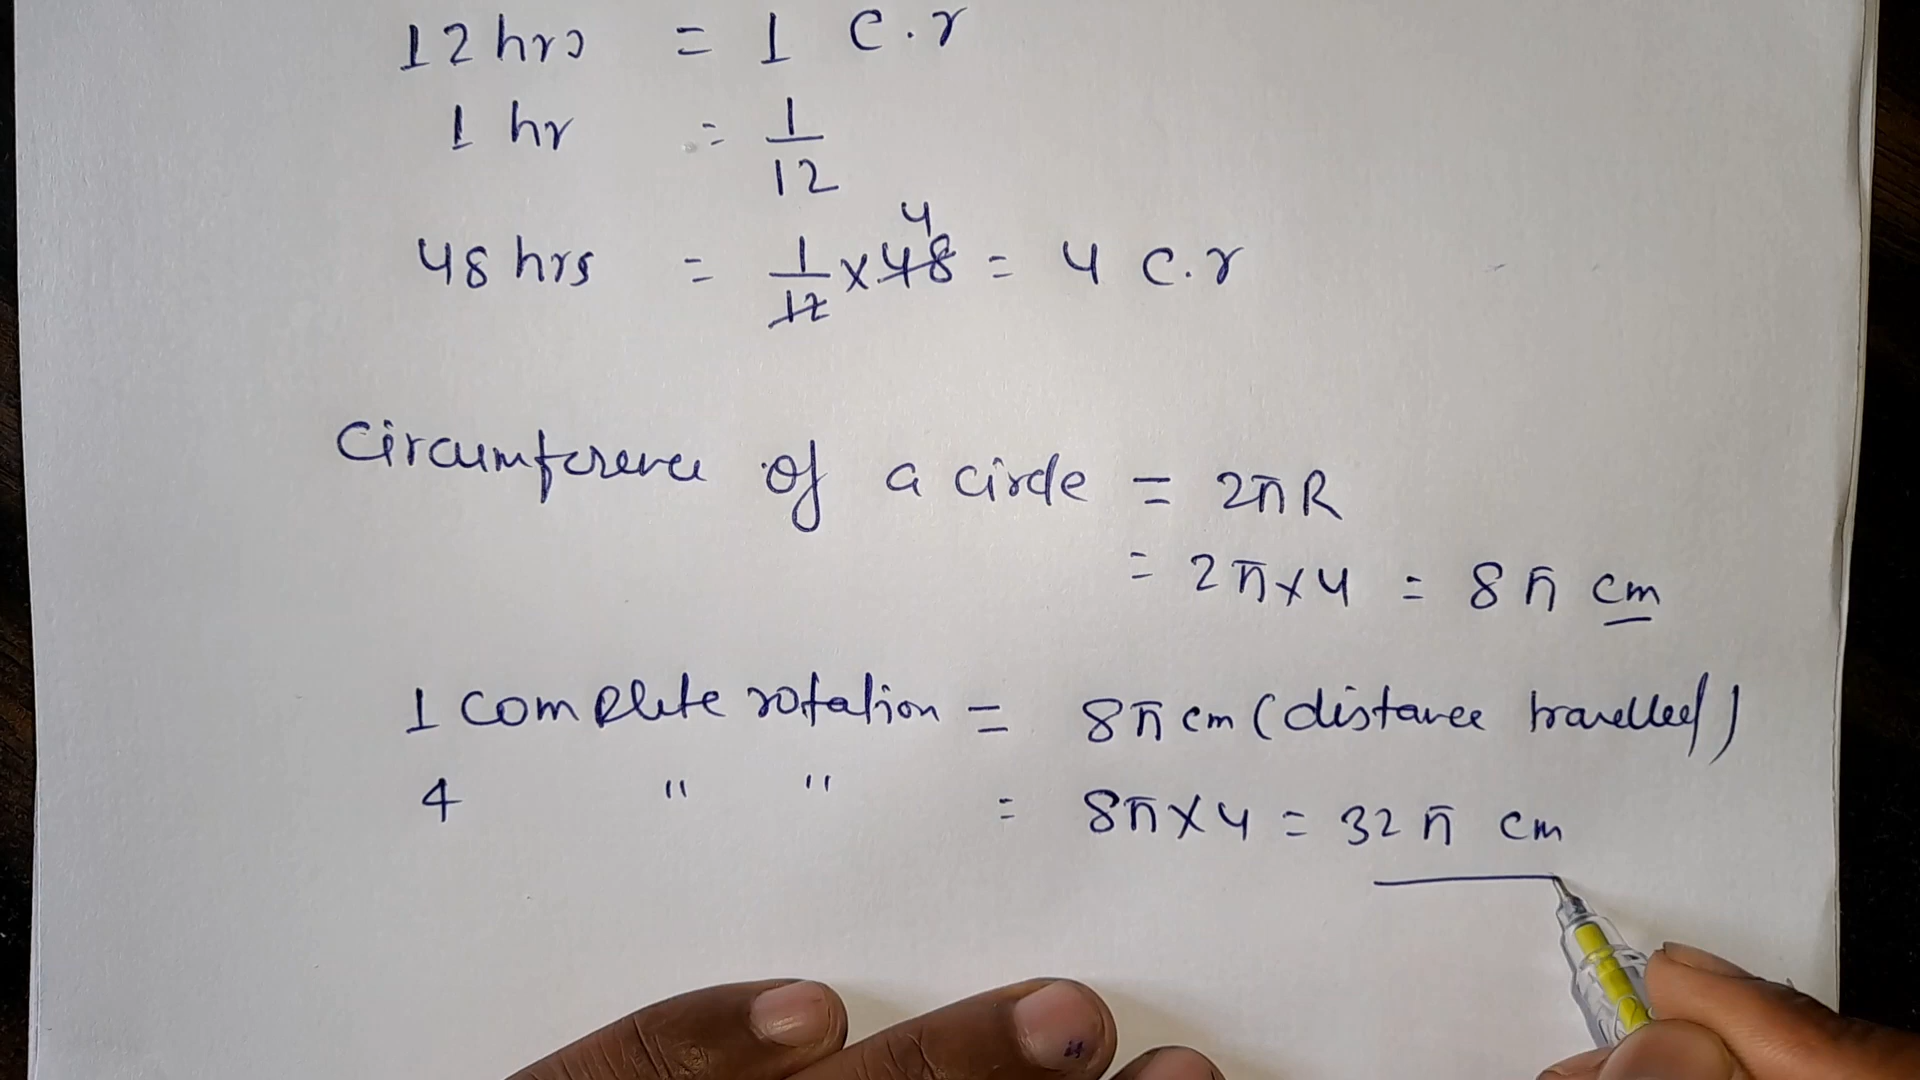 12 hrs = 1 C.r
1 hr = 1/12
48 hrs = 1/12 × 48 4 = 4 C.r
Circumference of a circle = 2πR
= 2π×4 = 8π cm
1 complete rotation = 8π cm (distance travelled)
4 " " = 8π×4 = 32π cm